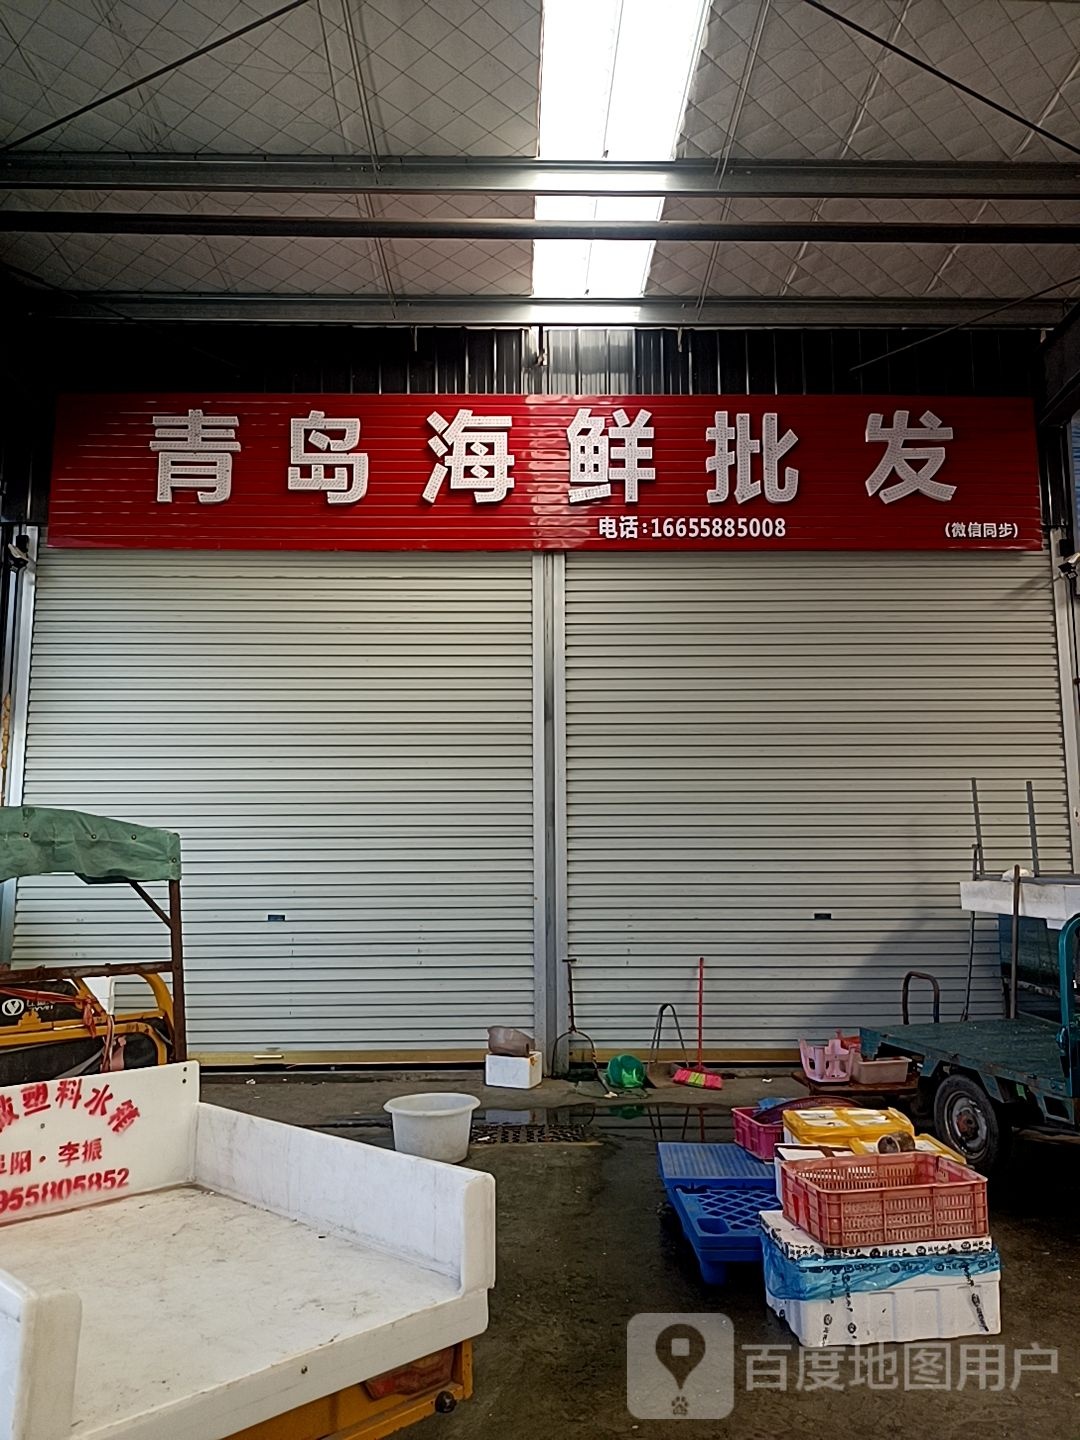 青岛海鲜批发
电话:16655885008
(微信同步)
塑料水箱
阜阳·李振
955805852
百度地图用户